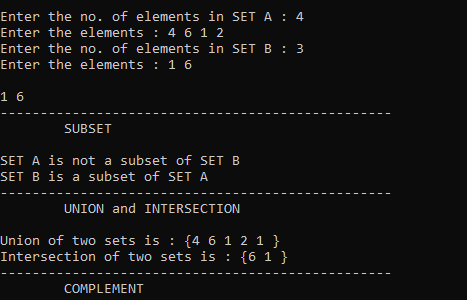 Enter the no. of elements in SET A : 4
Enter the elements : 4 6 1 2
Enter the no. of elements in SET B : 3
Enter the elements : 1 6
1 6
-------------------------------------------------
SUBSET
SET A is not a subset of SET B
SET B is a subset of SET A
-------------------------------------------------
UNION and INTERSECTION
Union of two sets is : {4 6 1 2 1 }
Intersection of two sets is : {6 1 }
-------------------------------------------------
COMPLEMENT